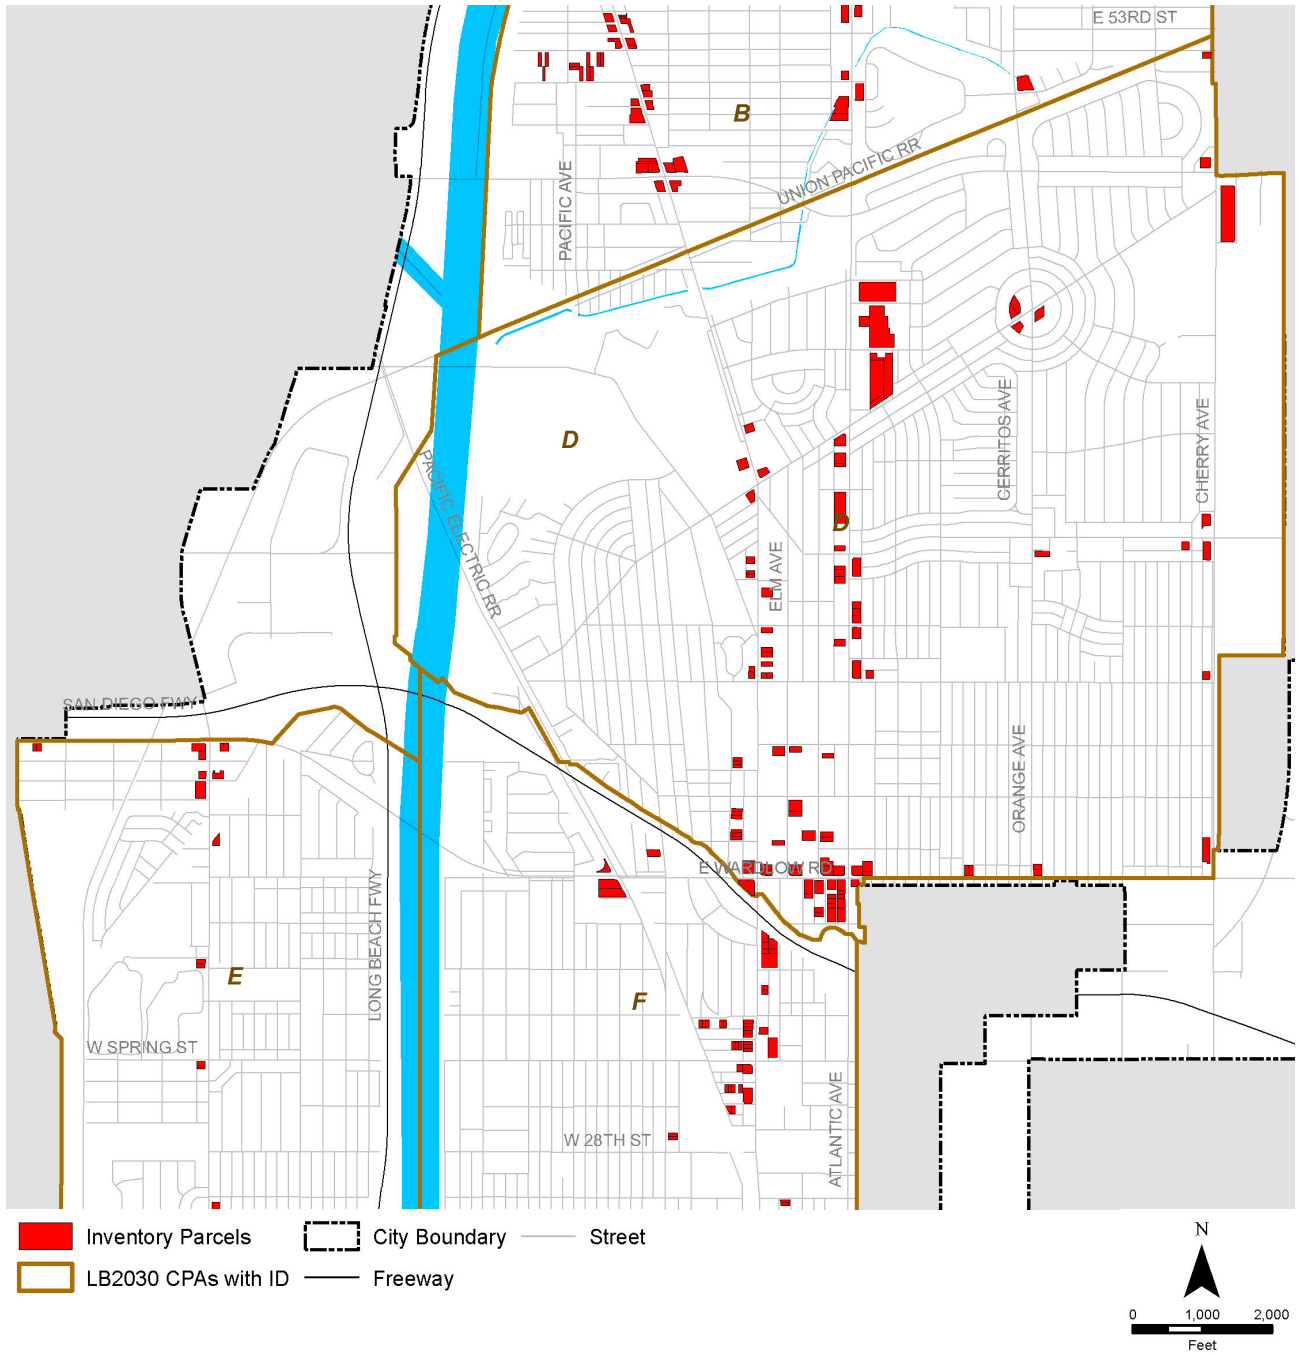 E 53RD ST
B
UNION PACIFIC RR
PACIFIC AVE
D
CERRITOS AVE
CHERRY AVE
PACIFIC ELECTRIC RR
D
ELM AVE
SAN DIEGO FWY
ORANGE AVE
E WARDLOW RD
LONG BEACH FWY
E
F
W SPRING ST
ATLANTIC AVE
W 28TH ST
Inventory Parcels
City Boundary
Street
LB2030 CPAs with ID
Freeway
N
0 1,000 2,000
Feet